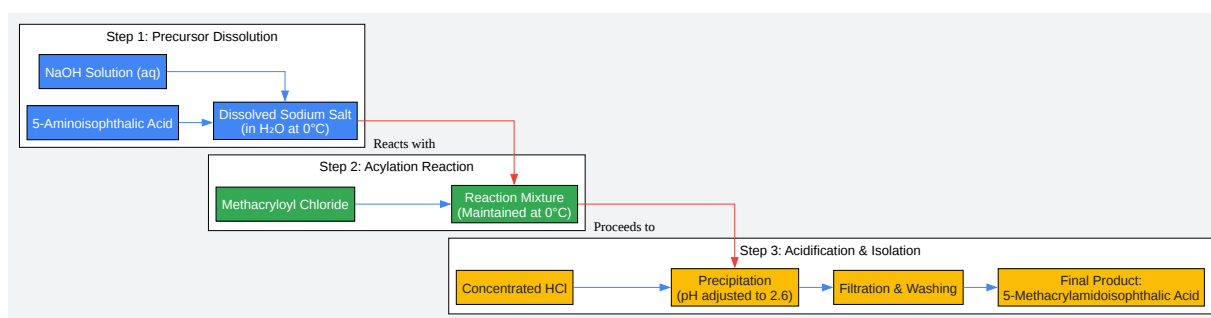 Step 1: Precursor Dissolution
NaOH Solution (aq)
5-Aminoisophthalic Acid
Dissolved Sodium Salt
(in H₂O at 0°C)
Reacts with
Step 2: Acylation Reaction
Methacryloyl Chloride
Reaction Mixture
(Maintained at 0°C)
Proceeds to
Step 3: Acidification & Isolation
Concentrated HCl
Precipitation
(pH adjusted to 2.6)
Filtration & Washing
Final Product:
5-Methacrylamidoisophthalic Acid